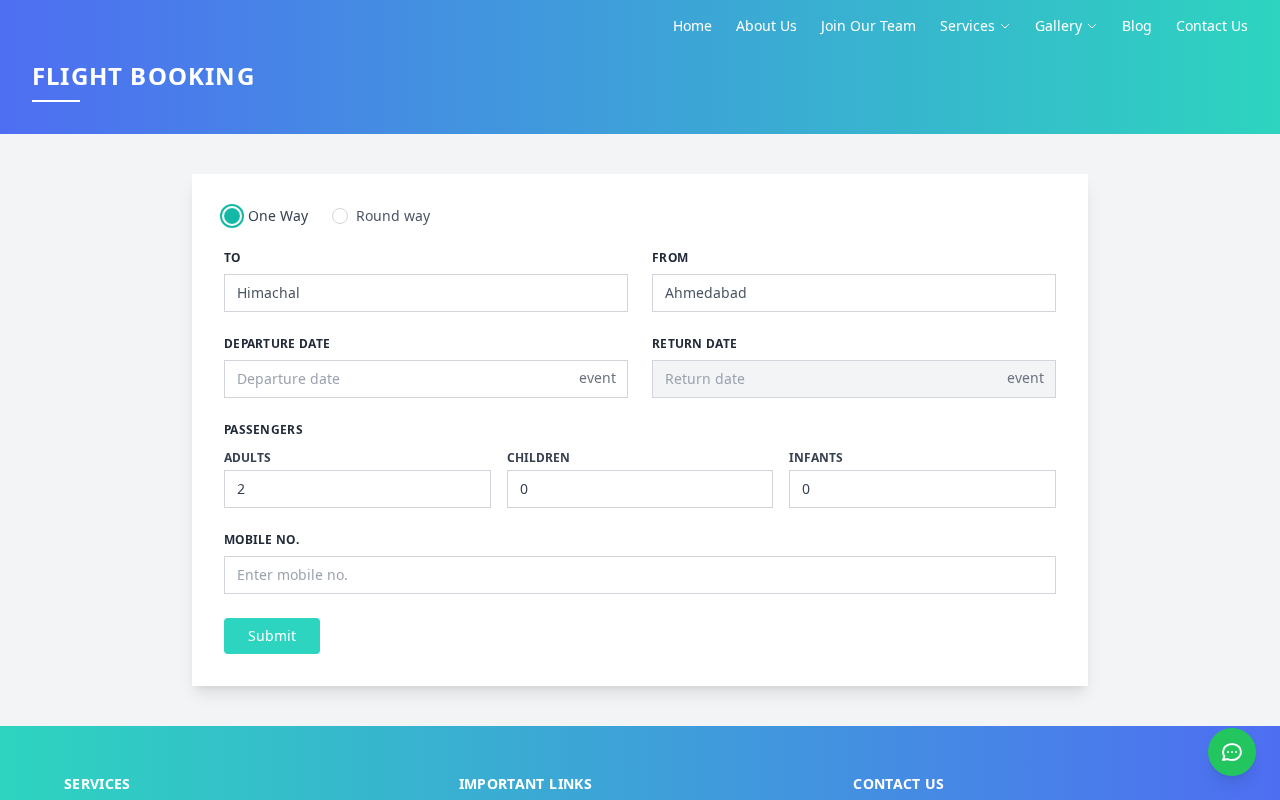 Home About Us Join Our Team Services Gallery Blog Contact Us
FLIGHT BOOKING
One Way Round way
TO FROM
Himachal Ahmedabad
DEPARTURE DATE RETURN DATE
Departure date event Return date event
PASSENGERS
ADULTS CHILDREN INFANTS
2 0 0
MOBILE NO.
Enter mobile no.
Submit
SERVICES IMPORTANT LINKS CONTACT US